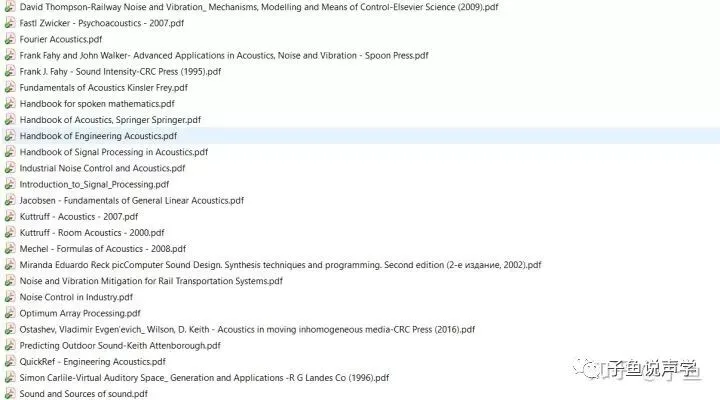 David Thompson-Railway Noise and Vibration_ Mechanisms, Modelling and Means of Control-Elsevier Science (2009).pdf
Fastl Zwicker - Psychoacoustics - 2007.pdf
Fourier Acoustics.pdf
Frank Fahy and John Walker- Advanced Applications in Acoustics, Noise and Vibration - Spoon Press.pdf
Frank J. Fahy - Sound Intensity-CRC Press (1995).pdf
Fundamentals of Acoustics Kinsler Frey.pdf
Handbook for spoken mathematics.pdf
Handbook of Acoustics, Springer Springer.pdf
Handbook of Engineering Acoustics.pdf
Handbook of Signal Processing in Acoustics.pdf
Industrial Noise Control and Acoustics.pdf
Introduction_to_Signal_Processing.pdf
Jacobsen - Fundamentals of General Linear Acoustics.pdf
Kuttruff - Acoustics - 2007.pdf
Kuttruff - Room Acoustics - 2000.pdf
Mechel - Formulas of Acoustics - 2008.pdf
Miranda Eduardo Reck picComputer Sound Design. Synthesis techniques and programming. Second edition (2-е издание, 2002).pdf
Noise and Vibration Mitigation for Rail Transportation Systems.pdf
Noise Control in Industry.pdf
Optimum Array Processing.pdf
Ostashev, Vladimir Evgen'evich_ Wilson, D. Keith - Acoustics in moving inhomogeneous media-CRC Press (2016).pdf
Predicting Outdoor Sound-Keith Attenborough.pdf
QuickRef - Engineering Acoustics.pdf
Simon Carlile-Virtual Auditory Space_ Generation and Applications -R G Landes Co (1996).pdf
Sound and Sources of sound.pdf
子鱼说声学